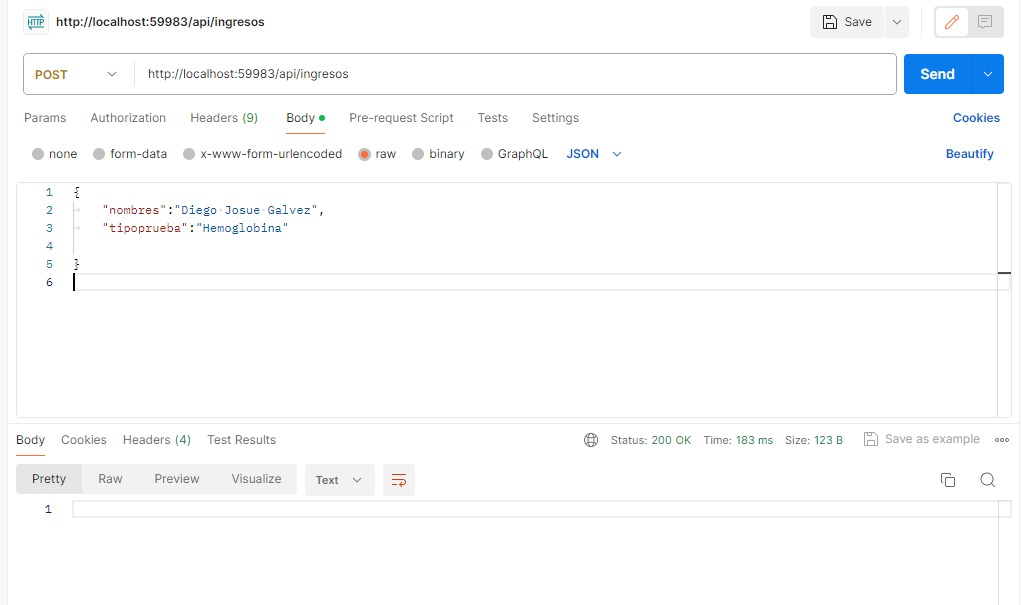 HTTP http://localhost:59983/api/ingresos Save
POST http://localhost:59983/api/ingresos Send
Params Authorization Headers (9) Body Pre-request Script Tests Settings Cookies
none form-data x-www-form-urlencoded raw binary GraphQL JSON Beautify
1 {
2 "nombres":"Diego Josue Galvez",
3 "tipoprueba":"Hemoglobina"
4
5 }
6
Body Cookies Headers (4) Test Results Status: 200 OK Time: 183 ms Size: 123 B Save as example
Pretty Raw Preview Visualize Text
1